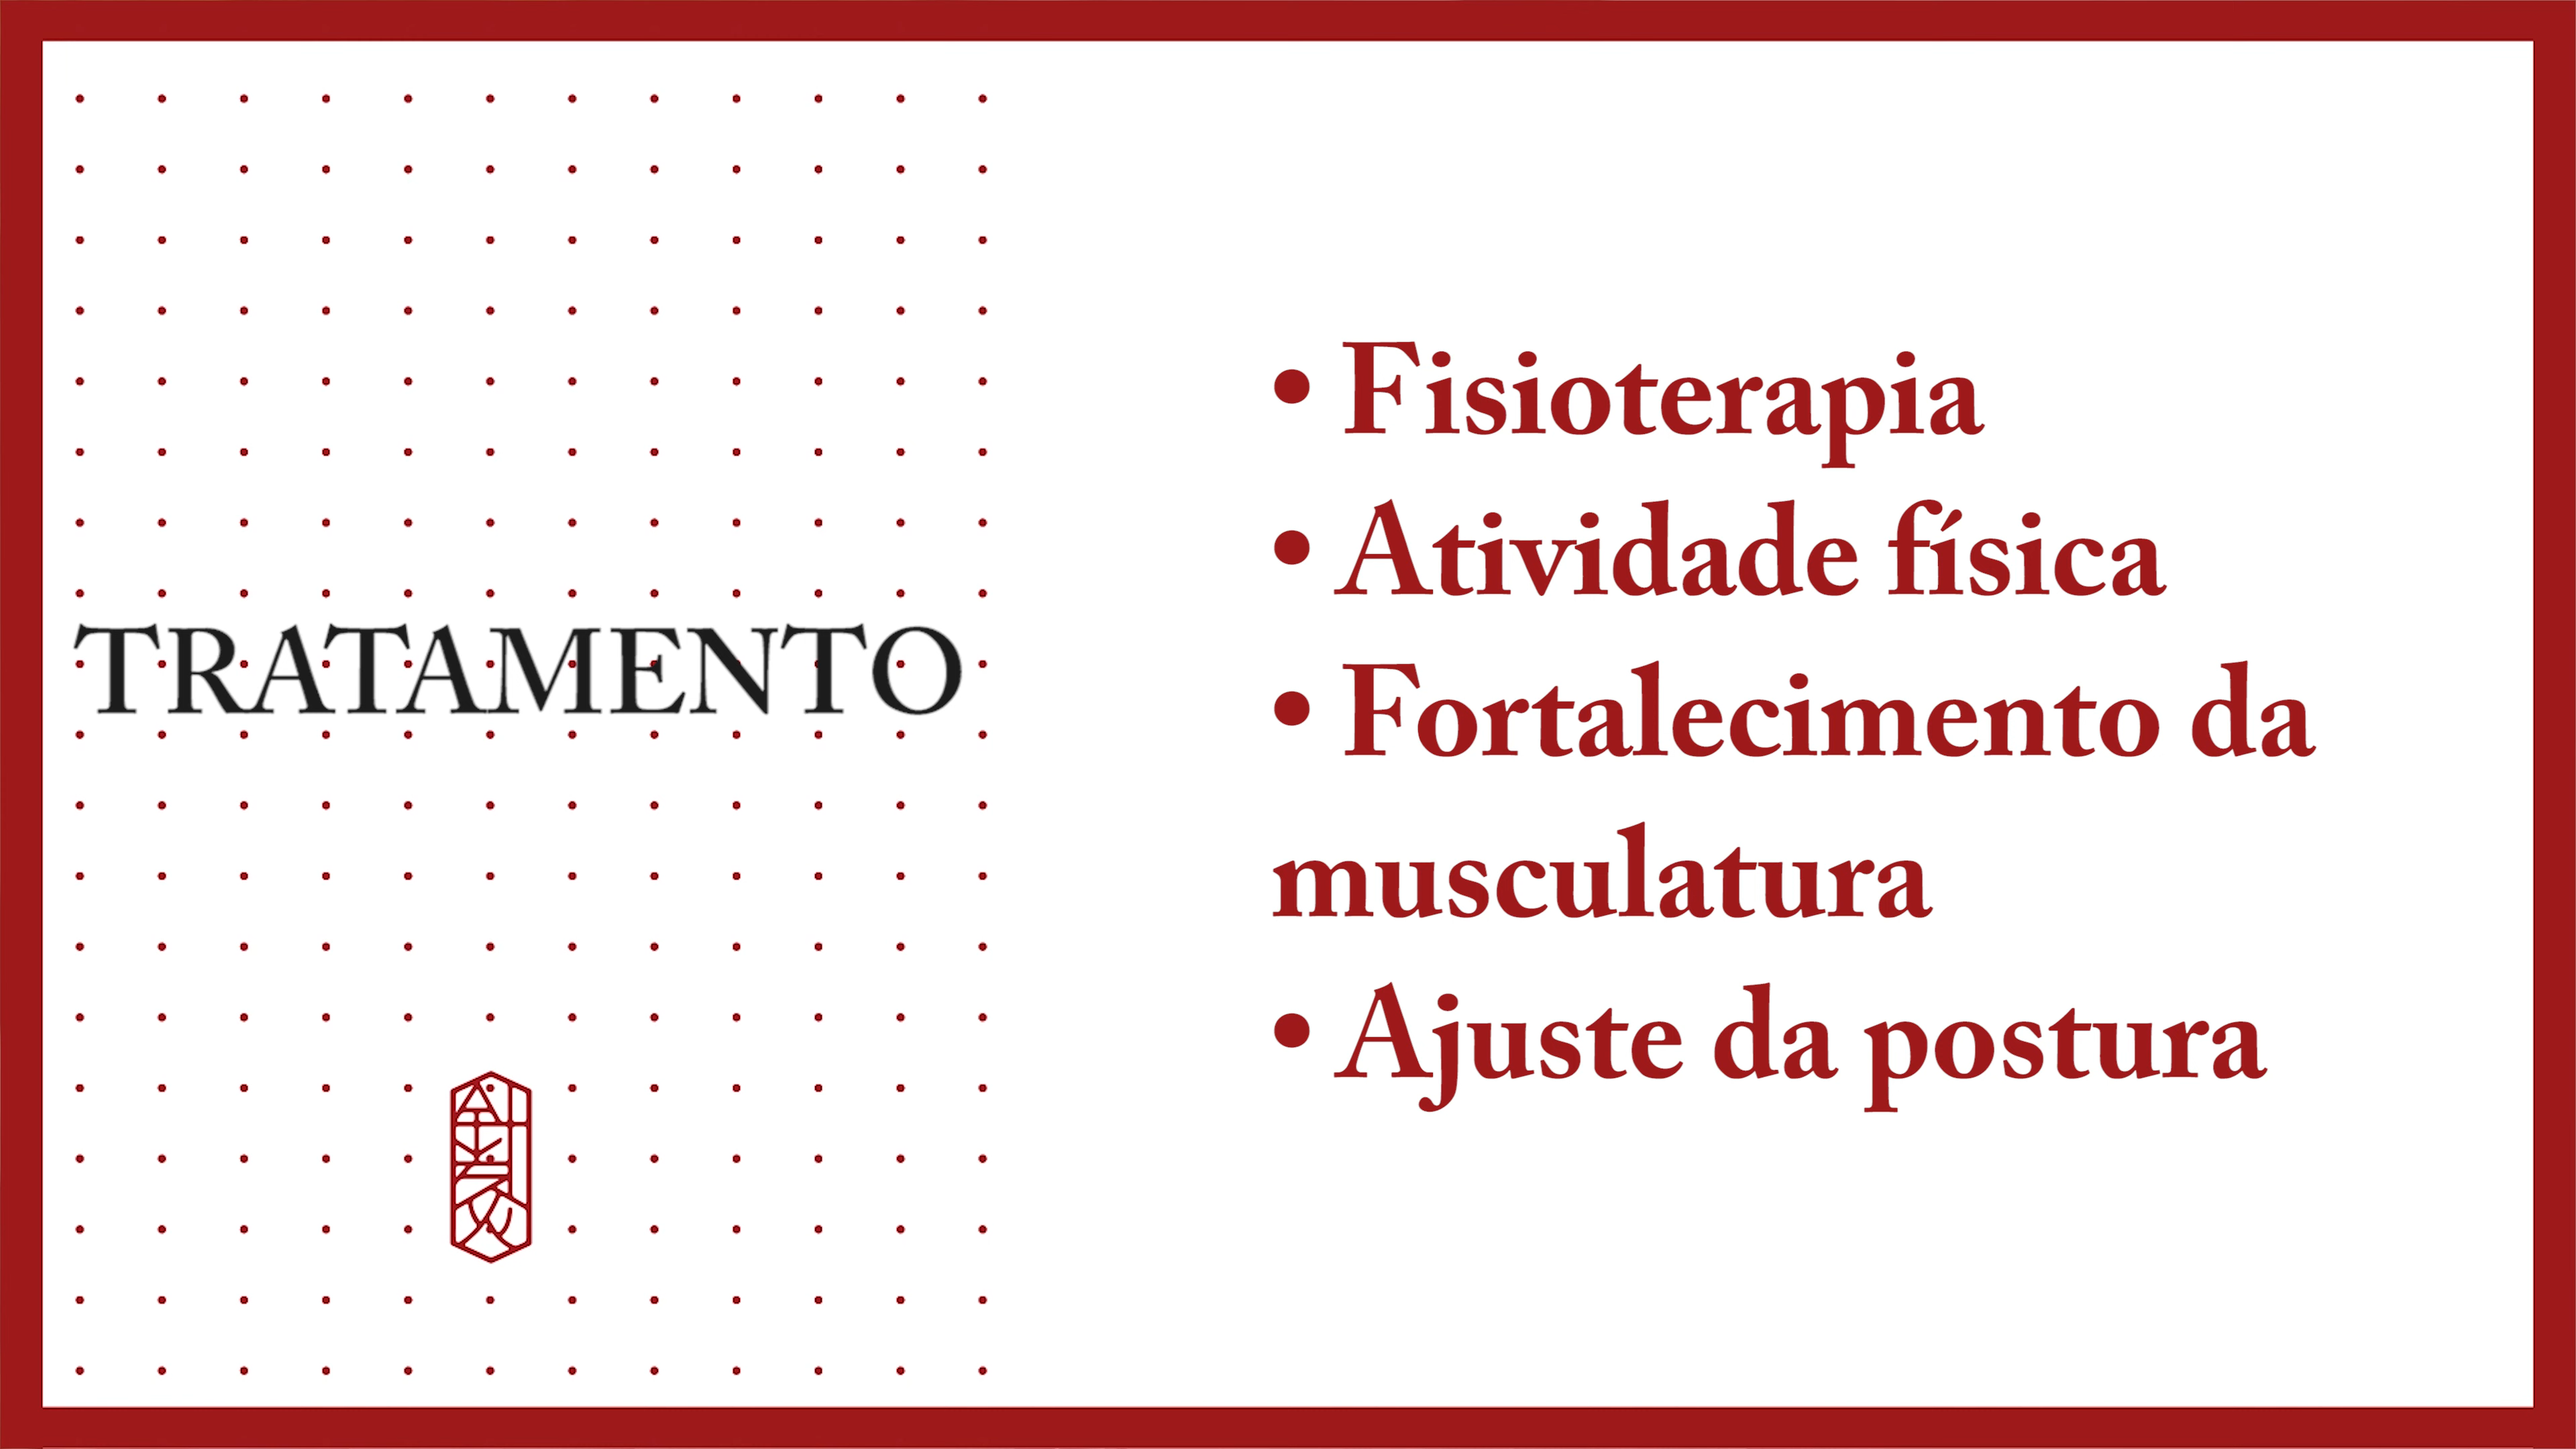 TRATAMENTO
• Fisioterapia
• Atividade física
• Fortalecimento da
musculatura
• Ajuste da postura